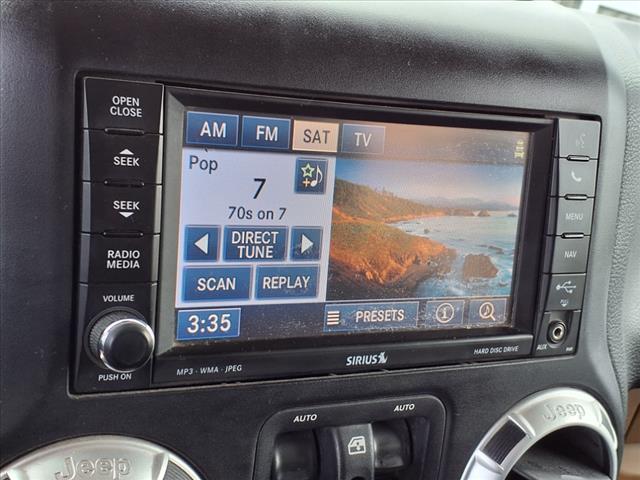 OPEN
CLOSE
SEEK
SEEK
RADIO
MEDIA
VOLUME
PUSH ON
AM FM SAT TV
Pop
7
70s on 7
DIRECT
TUNE
SCAN REPLAY
3:35
PRESETS
MENU
NAV
PULL
AUX
MP3 · WMA · JPEG
SIRIUS
HARD DISC DRIVE
AUTO AUTO
Jeep Jeep